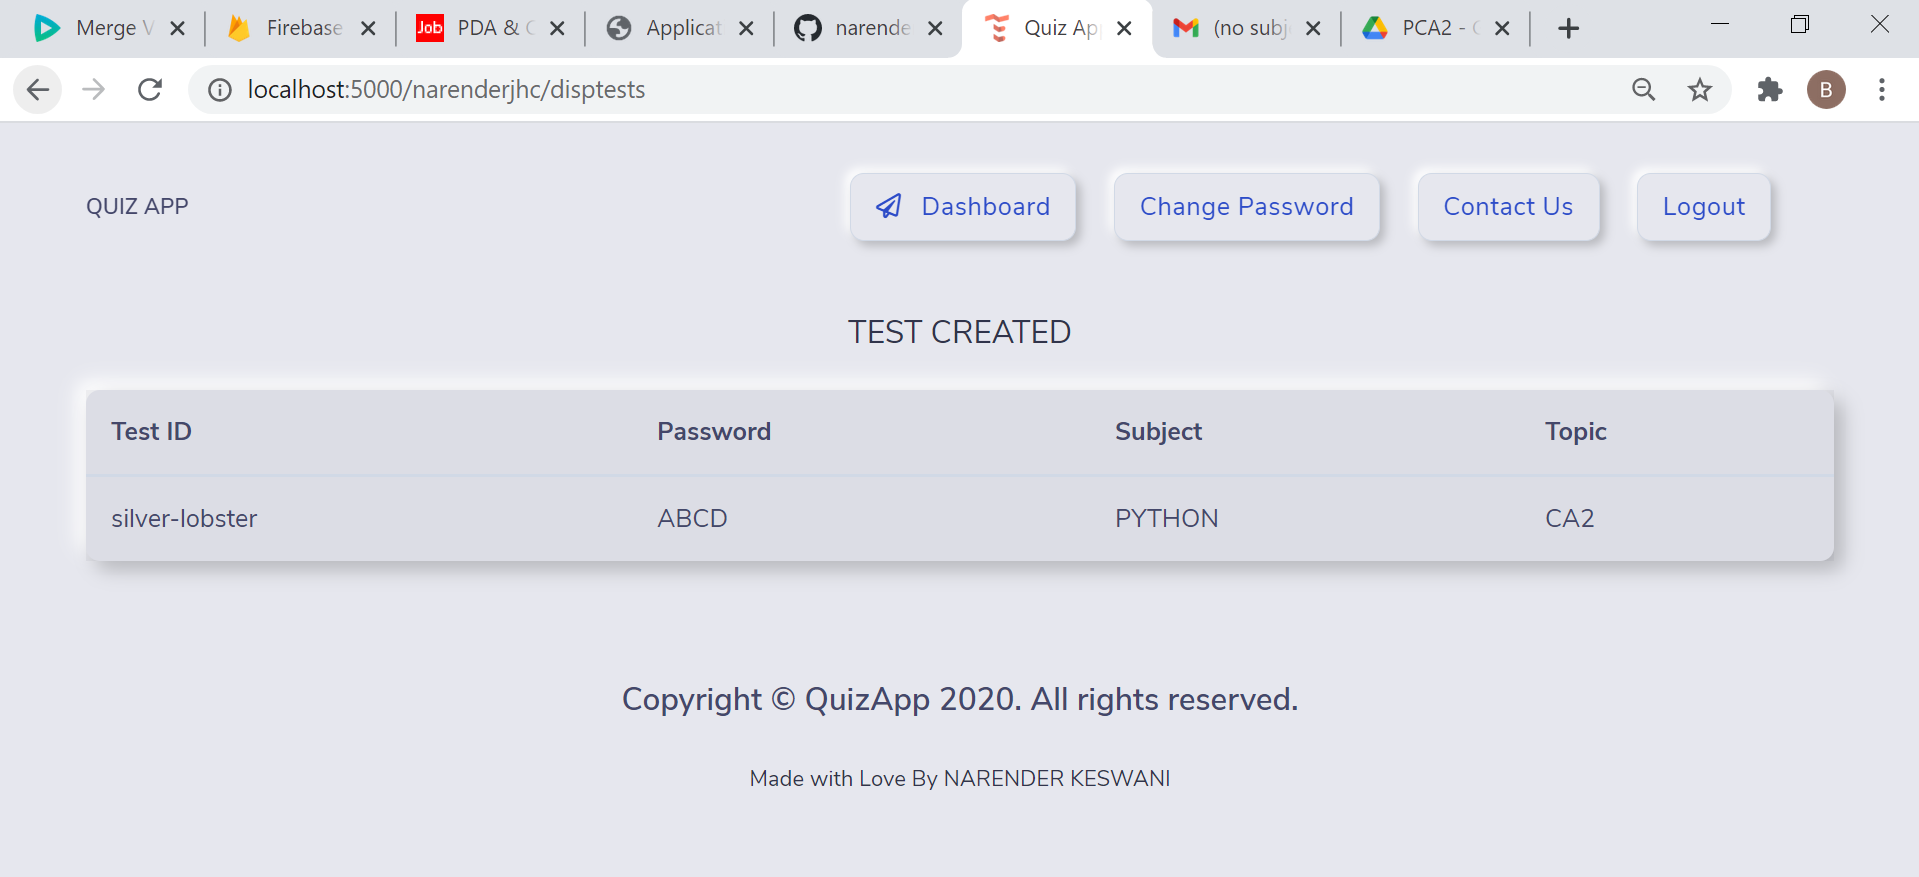 Merge V
Firebase
Job PDA & C
Applicat
narende
Quiz Ap
(no subj
PCA2 -
localhost:5000/narenderjhc/disptests
B
QUIZ APP
Dashboard
Change Password
Contact Us
Logout
TEST CREATED
Test ID Password Subject Topic
silver-lobster ABCD PYTHON CA2
Copyright © QuizApp 2020. All rights reserved.
Made with Love By NARENDER KESWANI